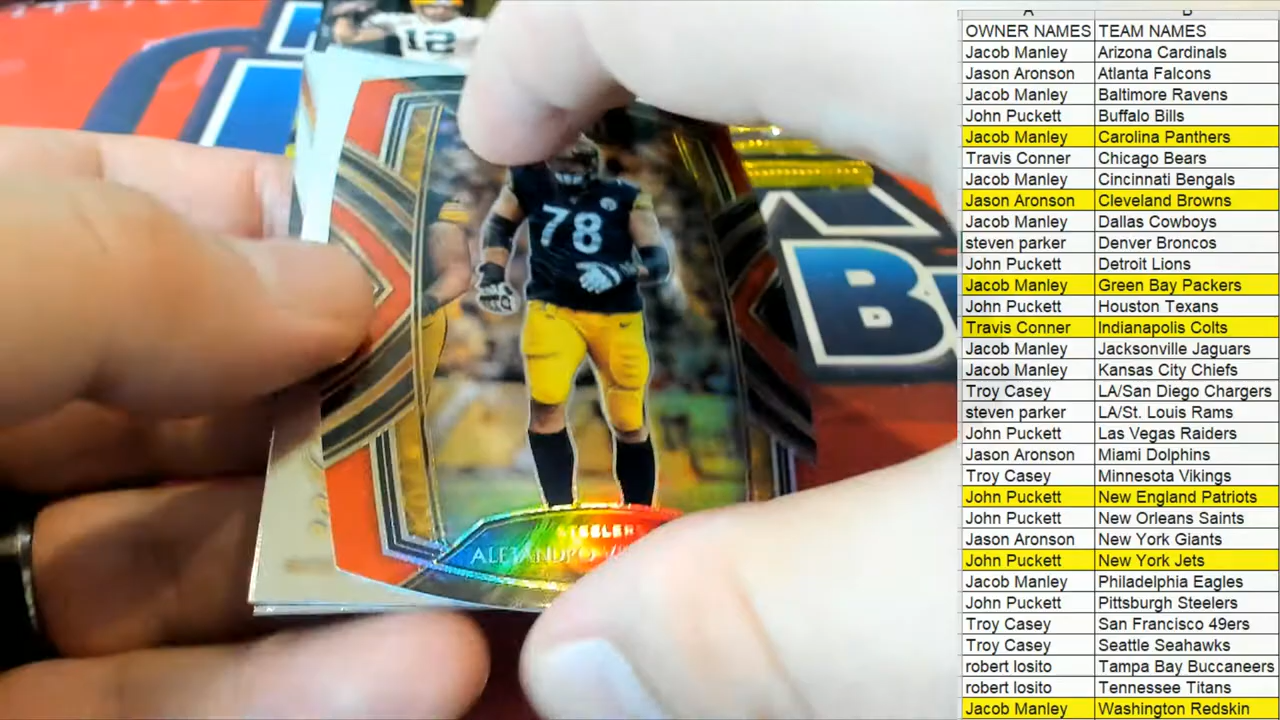 12
78
STEELERS
ALEJANDRO
B
A B
OWNER NAMES TEAM NAMES
Jacob Manley Arizona Cardinals
Jason Aronson Atlanta Falcons
Jacob Manley Baltimore Ravens
John Puckett Buffalo Bills
Jacob Manley Carolina Panthers
Travis Conner Chicago Bears
Jacob Manley Cincinnati Bengals
Jason Aronson Cleveland Browns
Jacob Manley Dallas Cowboys
steven parker Denver Broncos
John Puckett Detroit Lions
Jacob Manley Green Bay Packers
John Puckett Houston Texans
Travis Conner Indianapolis Colts
Jacob Manley Jacksonville Jaguars
Jacob Manley Kansas City Chiefs
Troy Casey LA/San Diego Chargers
steven parker LA/St. Louis Rams
John Puckett Las Vegas Raiders
Jason Aronson Miami Dolphins
Troy Casey Minnesota Vikings
John Puckett New England Patriots
John Puckett New Orleans Saints
Jason Aronson New York Giants
John Puckett New York Jets
Jacob Manley Philadelphia Eagles
John Puckett Pittsburgh Steelers
Troy Casey San Francisco 49ers
Troy Casey Seattle Seahawks
robert losito Tampa Bay Buccaneers
robert losito Tennessee Titans
Jacob Manley Washington Redskin